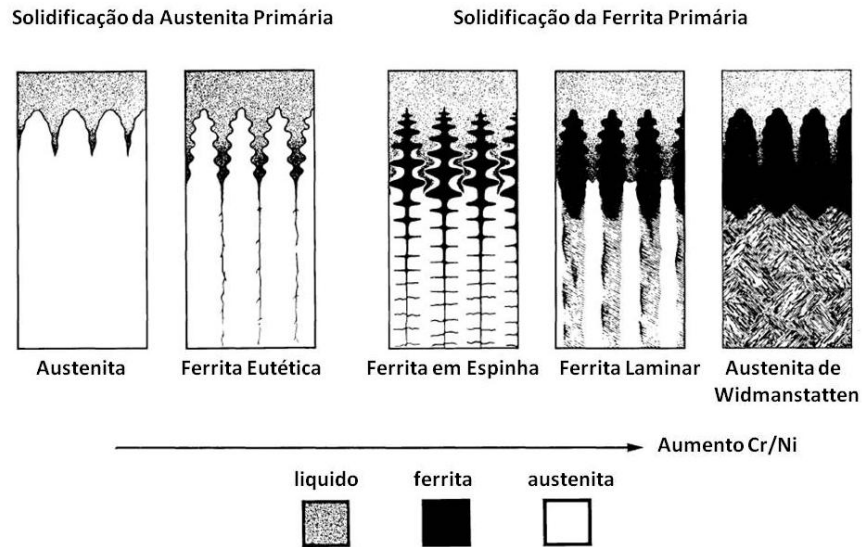 Solidificação da Austenita Primária
Solidificação da Ferrita Primária
Austenita
Ferrita Eutética
Ferrita em Espinha
Ferrita Laminar
Austenita de
Widmanstatten
Aumento Cr/Ni
liquido
ferrita
austenita